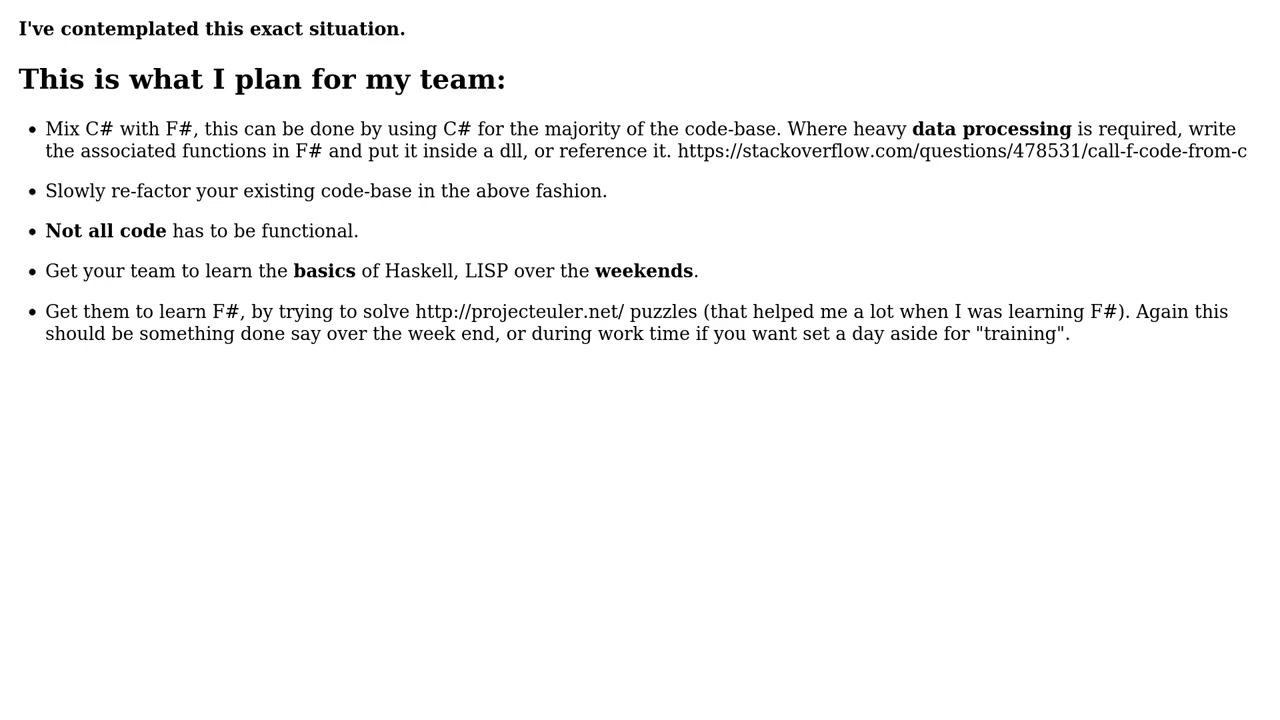 I've contemplated this exact situation.
This is what I plan for my team:
• Mix C# with F#, this can be done by using C# for the majority of the code-base. Where heavy data processing is required, write
the associated functions in F# and put it inside a dll, or reference it. https://stackoverflow.com/questions/478531/call-f-code-from-c
• Slowly re-factor your existing code-base in the above fashion.
• Not all code has to be functional.
• Get your team to learn the basics of Haskell, LISP over the weekends.
• Get them to learn F#, by trying to solve http://projecteuler.net/ puzzles (that helped me a lot when I was learning F#). Again this
should be something done say over the week end, or during work time if you want set a day aside for "training".